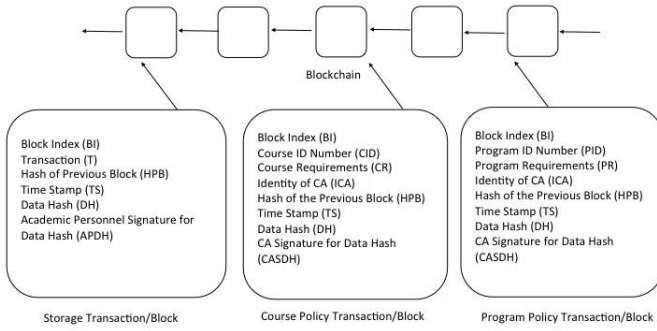 Blockchain
Block Index (BI)
Transaction (T)
Hash of Previous Block (HPB)
Time Stamp (TS)
Data Hash (DH)
Academic Personnel Signature for
Data Hash (APDH)
Storage Transaction/Block
Block Index (BI)
Course ID Number (CID)
Course Requirements (CR)
Identity of CA (ICA)
Hash of the Previous Block (HPB)
Time Stamp (TS)
Data Hash (DH)
CA Signature for Data Hash
(CASDH)
Course Policy Transaction/Block
Block Index (BI)
Program ID Number (PID)
Program Requirements (PR)
Identity of CA (ICA)
Hash of the Previous Block (HPB)
Time Stamp (TS)
Data Hash (DH)
CA Signature for Data Hash
(CASDH)
Program Policy Transaction/Block